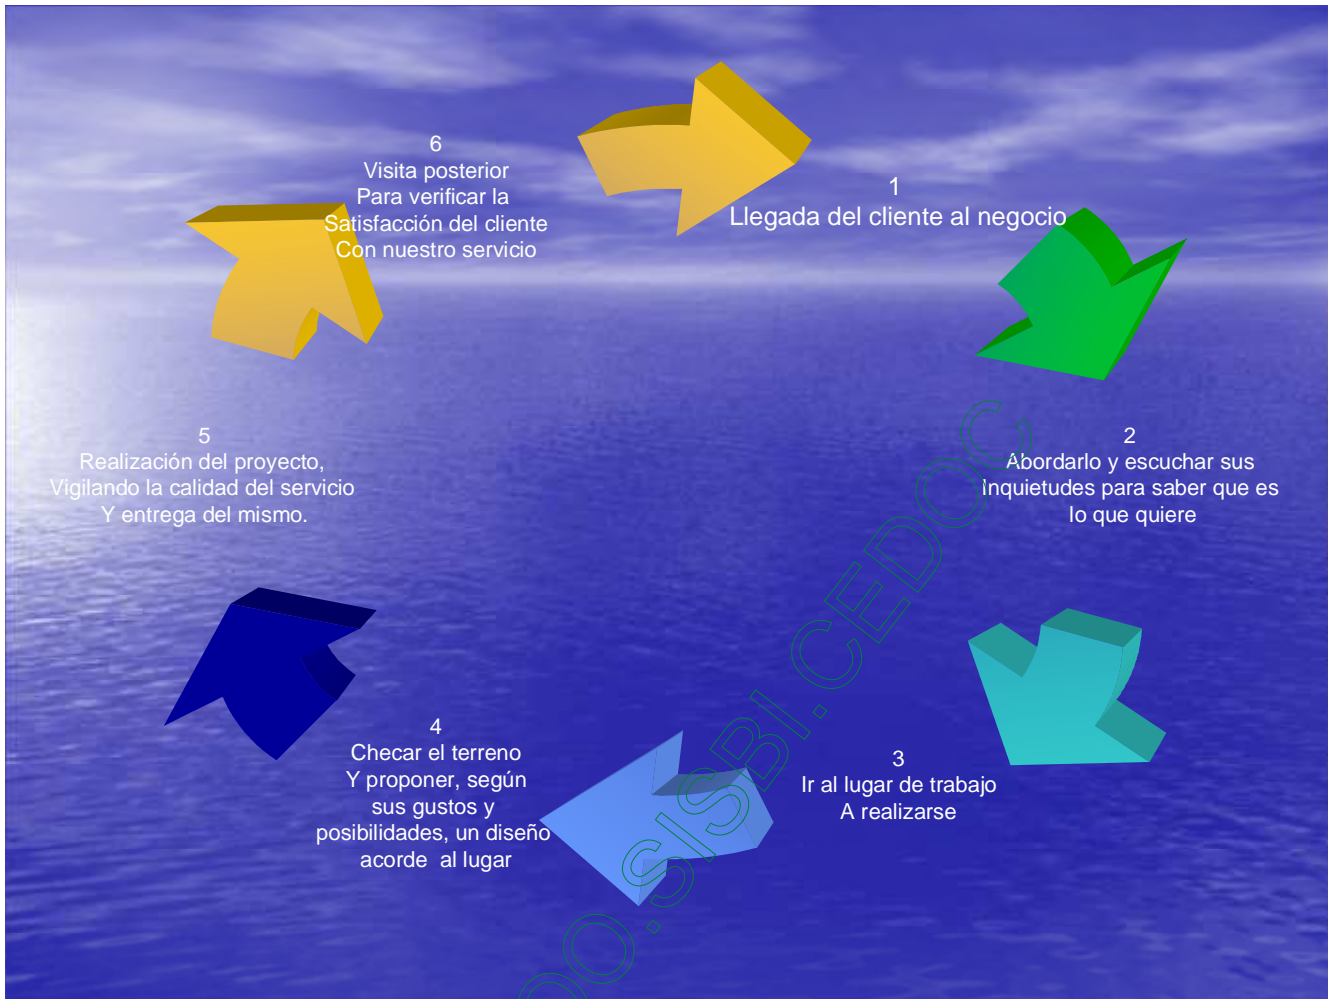 1
Llegada del cliente al negocio
2
Abordarlo y escuchar sus
Inquietudes para saber que es
lo que quiere
3
Ir al lugar de trabajo
A realizarse
4
Checar el terreno
Y proponer, según
sus gustos y
posibilidades, un diseño
acorde  al lugar
5
Realización del proyecto,
Vigilando la calidad del servicio
Y entrega del mismo.
6
Visita posterior
Para verificar la
Satisfacción del cliente
Con nuestro servicio
OO.SISBI.CEDOC